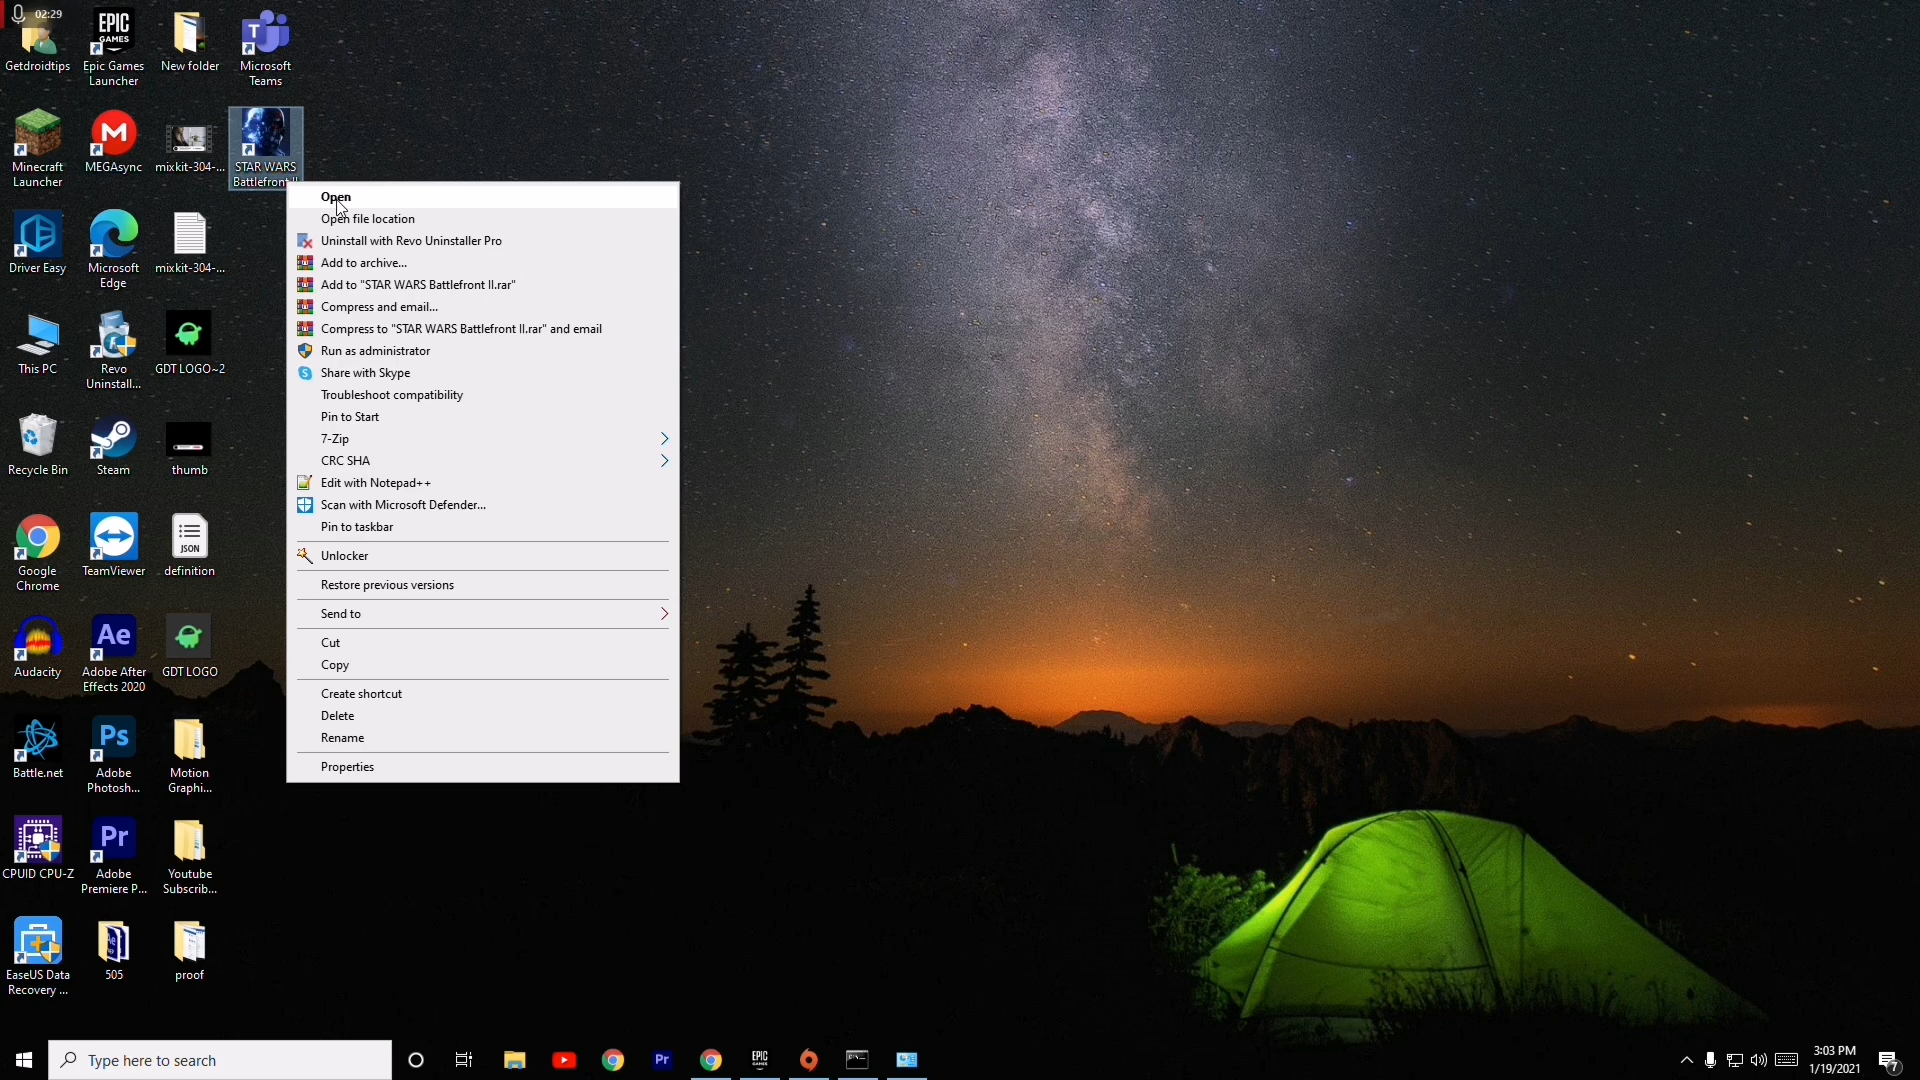 02:29
Getdroidtips
EPIC
GAMES
Epic Games
Launcher
New folder
Microsoft
Teams
Minecraft
Launcher
MEGAsync
mixkit-304-...
STAR WARS
Battlefront II
Driver Easy
Microsoft
Edge
mixkit-304-...
This PC
Revo
Uninstall...
GDT LOGO~2
Recycle Bin
Steam
thumb
Google
Chrome
TeamViewer
JSON
definition
Audacity
Ae
Adobe After
Effects 2020
GDT LOGO
Battle.net
Ps
Adobe
Photosh...
Motion
Graphi...
CPUID CPU-Z
Pr
Adobe
Premiere P...
Youtube
Subscrib...
EaseUS Data
Recovery ...
505
proof
Open
Open file location
Uninstall with Revo Uninstaller Pro
Add to archive...
Add to "STAR WARS Battlefront II.rar"
Compress and email...
Compress to "STAR WARS Battlefront II.rar" and email
Run as administrator
Share with Skype
Troubleshoot compatibility
Pin to Start
7-Zip
CRC SHA
Edit with Notepad++
Scan with Microsoft Defender...
Pin to taskbar
Unlocker
Restore previous versions
Send to
Cut
Copy
Create shortcut
Delete
Rename
Properties
Type here to search
Pr
EPIC
GAMES
3:03 PM
1/19/2021
7